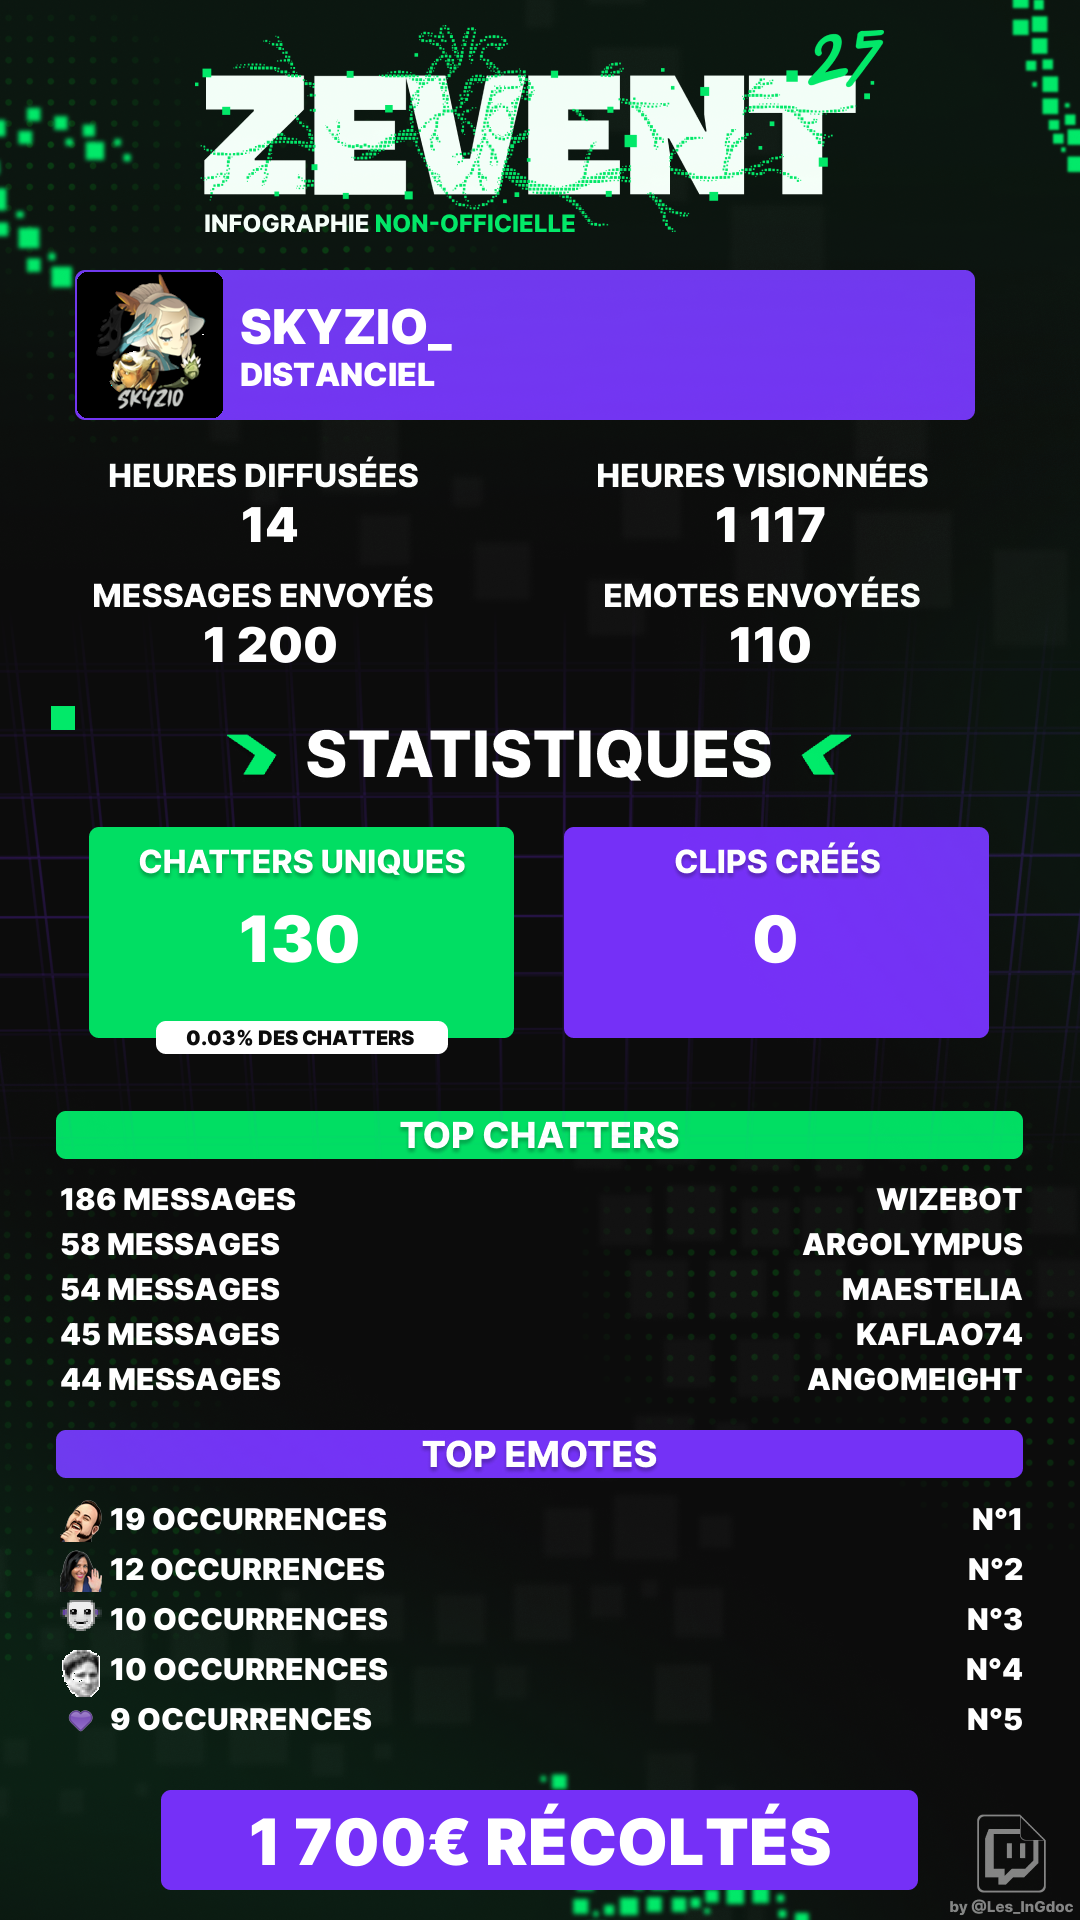 ZEVENT 25
INFOGRAPHIE NON-OFFICIELLE
SKYZIO
SKYZIO_
DISTANCIEL
HEURES DIFFUSÉES
14
HEURES VISIONNÉES
1 117
MESSAGES ENVOYÉS
1 200
EMOTES ENVOYÉES
110
STATISTIQUES
CHATTERS UNIQUES
130
0.03% DES CHATTERS
CLIPS CRÉÉS
0
TOP CHATTERS
186 MESSAGES WIZEBOT
58 MESSAGES ARGOLYMPUS
54 MESSAGES MAESTELIA
45 MESSAGES KAFLAO74
44 MESSAGES ANGOMEIGHT
TOP EMOTES
19 OCCURRENCES N°1
12 OCCURRENCES N°2
10 OCCURRENCES N°3
10 OCCURRENCES N°4
9 OCCURRENCES N°5
1 700€ RÉCOLTÉS
by @Les_InGdoc